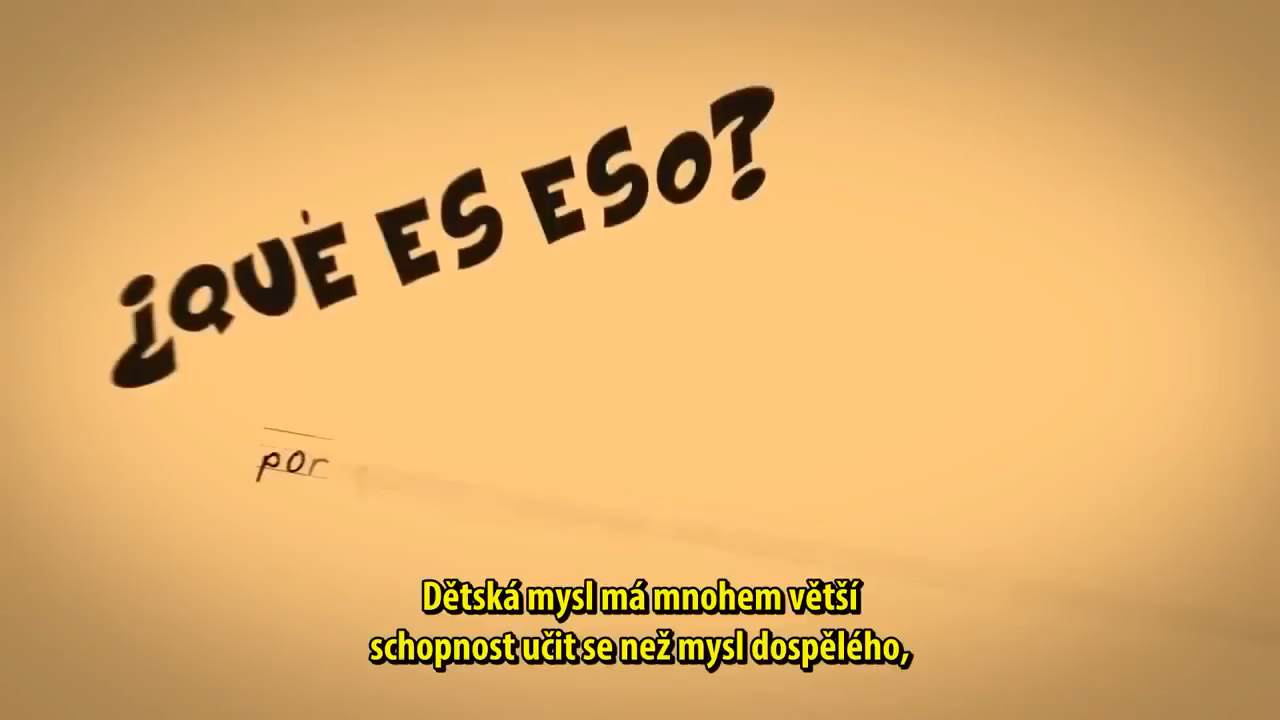 ¿QUÉ ES ESO?
por
Dětská mysl má mnohem větší
schopnost učit se než mysl dospělého,